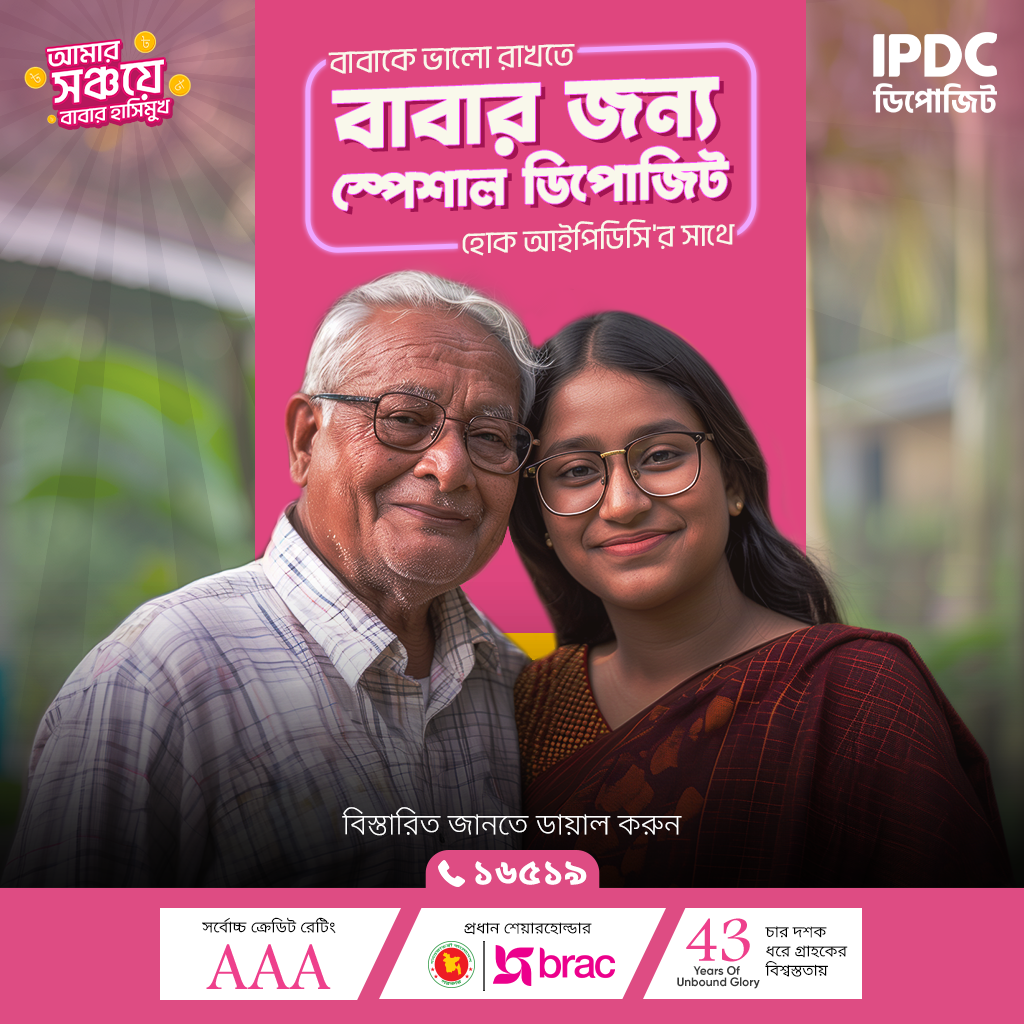 আমার
সঞ্চয়ে
বাবার হাসিমুখ
বাবাকে ভালো রাখতে
বাবার জন্য
স্পেশাল ডিপোজিট
হোক আইপিডিসি'র সাথে
IPDC
ডিপোজিট
বিস্তারিত জানতে ডায়াল করুন
১৬৫১৯
সর্বোচ্চ ক্রেডিট রেটিং
AAA
প্রধান শেয়ারহোল্ডার
brac
43
Years Of
Unbound Glory
চার দশক
ধরে গ্রাহকের
বিশ্বস্ততায়